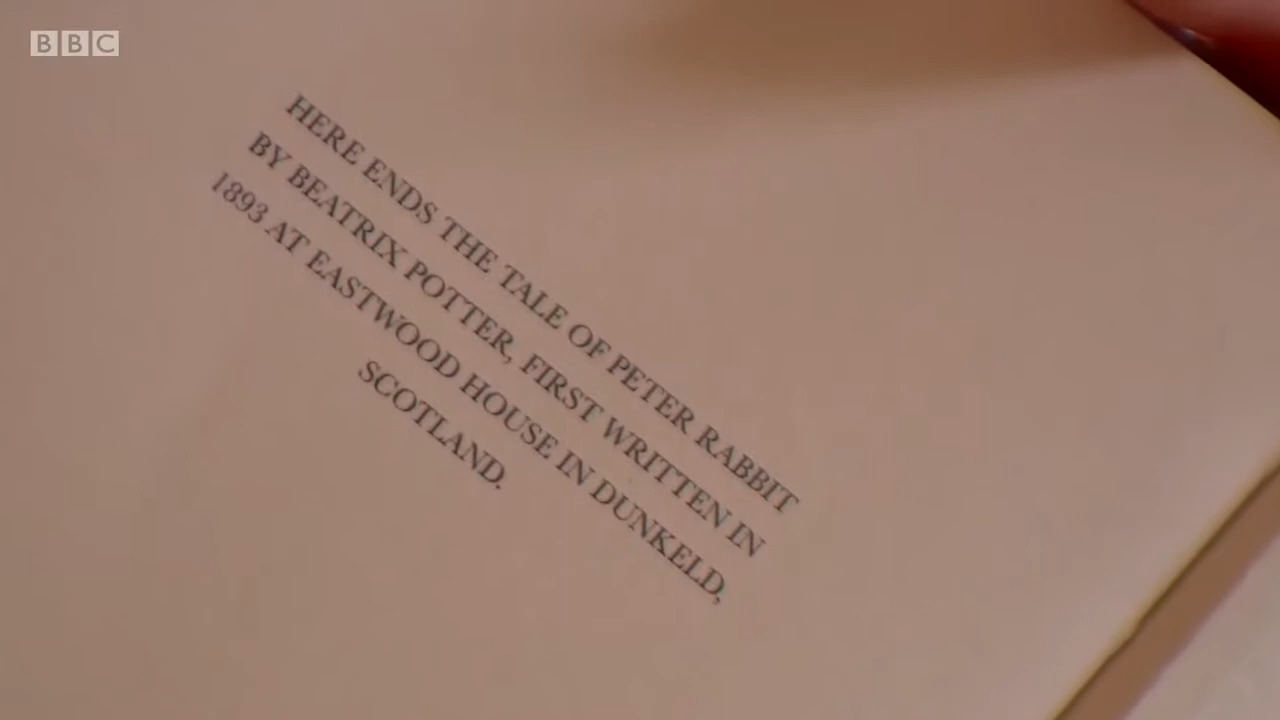 BBC
HERE ENDS THE TALE OF PETER RABBIT
BY BEATRIX POTTER, FIRST WRITTEN IN
1893 AT EASTWOOD HOUSE IN DUNKELD,
SCOTLAND.